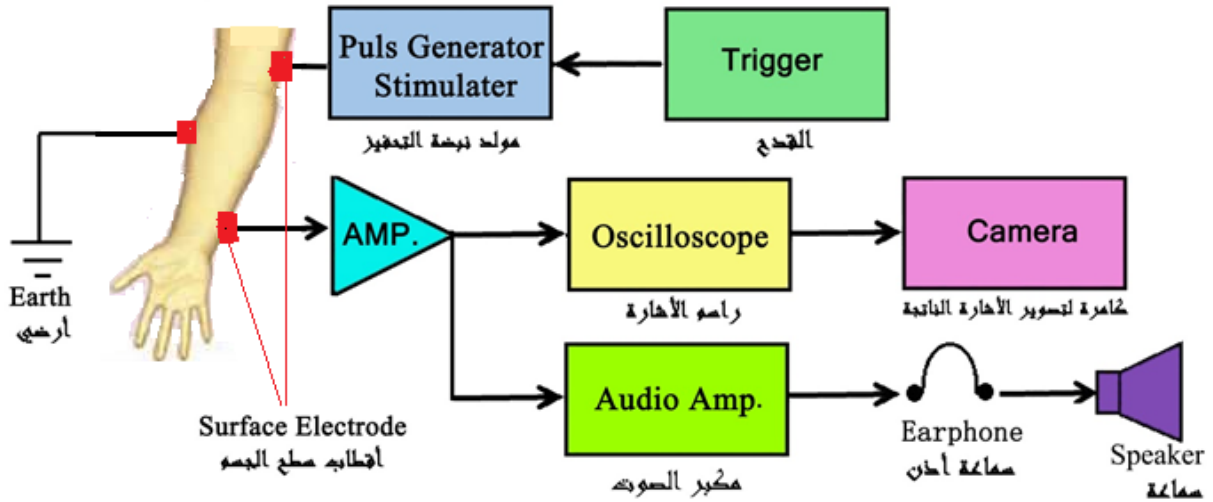 Puls Generator
Stimulater
مولد نبضة التحفيز
Trigger
القدح
AMP.
Oscilloscope
راسم الأشارة
Camera
كامرة لتصوير الأشارة الناتجة
Earth
أرضي
Surface Electrode
أقطاب سطح الجسم
Audio Amp.
مكبر الصوت
Earphone
سماعة أذن
Speaker
سماعة